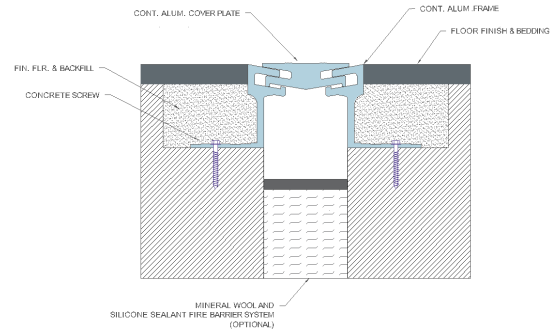 CONT. ALUM. COVER PLATE
CONT. ALUM.FRAME
FLOOR FINISH & BEDDING
FIN. FLR. & BACKFILL
CONCRETE SCREW
MINERAL WOOL AND
SILICONE SEALANT FIRE BARRIER SYSTEM
(OPTIONAL)